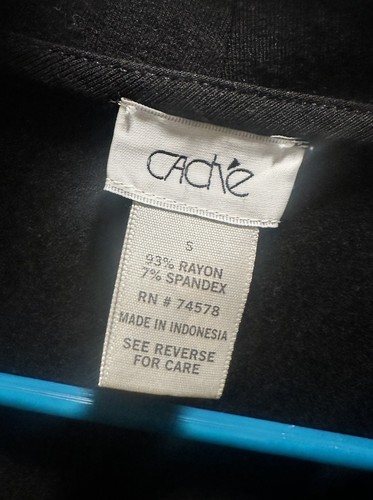 Caché
S
93% RAYON
7% SPANDEX
RN # 74578
MADE IN INDONESIA
SEE REVERSE
FOR CARE